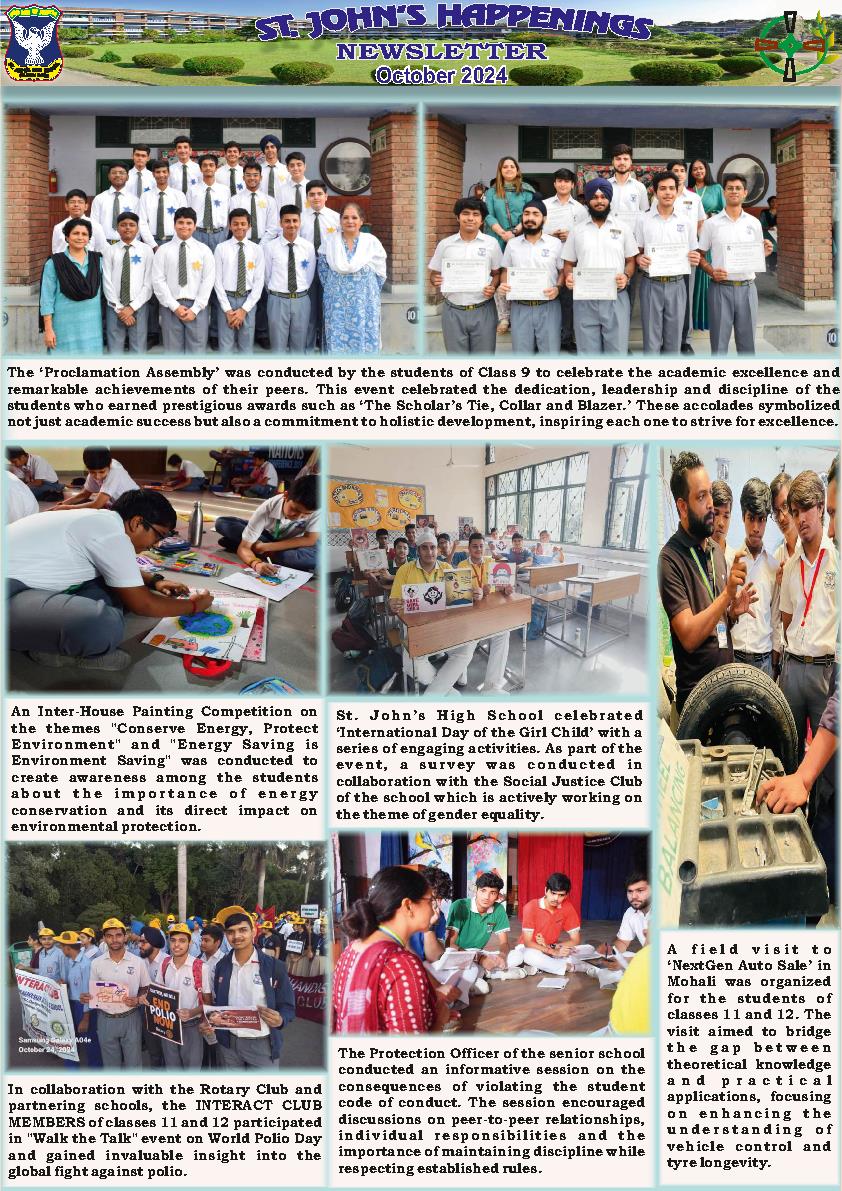 ST. JOHN'S HAPPENINGS
NEWSLETTER
October 2024
The ‘Proclamation Assembly’ was conducted by the students of Class 9 to celebrate the academic excellence and
remarkable achievements of their peers. This event celebrated the dedication, leadership and discipline of the
students who earned prestigious awards such as ‘The Scholar's Tie, Collar and Blazer.’ These accolades symbolized
not just academic success but also a commitment to holistic development, inspiring each one to strive for excellence.
An Inter-House Painting Competition on
the themes "Conserve Energy, Protect
Environment" and "Energy Saving is
Environment Saving" was conducted to
create awareness among the students
about the importance of energy
conservation and its direct impact on
environmental protection.
St. John's High School celebrated
‘International Day of the Girl Child’ with a
series of engaging activities. As part of the
event, a survey was conducted in
collaboration with the Social Justice Club
of the school which is actively working on
the theme of gender equality.
WHEEL
BALANCING
INTERACT CLUB
END
POLIO
NOW
Samsung Galaxy A04e
October 24, 2024
In collaboration with the Rotary Club and
partnering schools, the INTERACT CLUB
MEMBERS of classes 11 and 12 participated
in "Walk the Talk" event on World Polio Day
and gained invaluable insight into the
global fight against polio.
The Protection Officer of the senior school
conducted an informative session on the
consequences of violating the student
code of conduct. The session encouraged
discussions on peer-to-peer relationships,
individual responsibilities and the
importance of maintaining discipline while
respecting established rules.
A field visit to
‘NextGen Auto Sale’ in
Mohali was organized
for the students of
classes 11 and 12. The
visit aimed to bridge
the gap between
theoretical knowledge
and practical
applications, focusing
on enhancing the
understanding of
vehicle control and
tyre longevity.